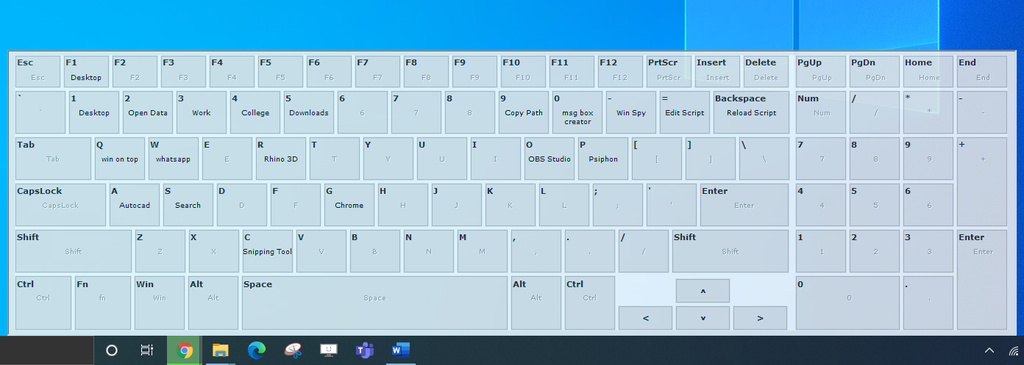 Esc F1 F2 F3 F4 F5 F6 F7 F8 F9 F10 F11 F12 PrtScr Insert Delete PgUp PgDn Home End
Esc Desktop F2 F3 F4 F5 F6 F7 F8 F9 F10 F11 F12 PrtScr Insert Delete PgUp PgDn Home End
` 1 2 3 4 5 6 7 8 9 0 - = Backspace Num / * -
` Desktop Open Data Work College Downloads 6 7 8 Copy Path msg box creator Win Spy Edit Script Reload Script Num / * -
Tab Q W E R T Y U I O P [ ] \ 7 8 9 +
Tab win on top whatsapp E Rhino 3D T Y U I OBS Studio Psiphon [ ] \ 7 8 9 +
CapsLock A S D F G H J K L ; ' Enter 4 5 6
CapsLock Autocad Search D F Chrome H J K L ; ' Enter 4 5 6
Shift Z X C V B N M , . / Shift 1 2 3 Enter
Shift Z X Snipping Tool V B N M , . / Shift 1 2 3 Enter
Ctrl Fn Win Alt Space Alt Ctrl ^ 0 .
Ctrl fn Win Alt Space Alt Ctrl < v > 0 .